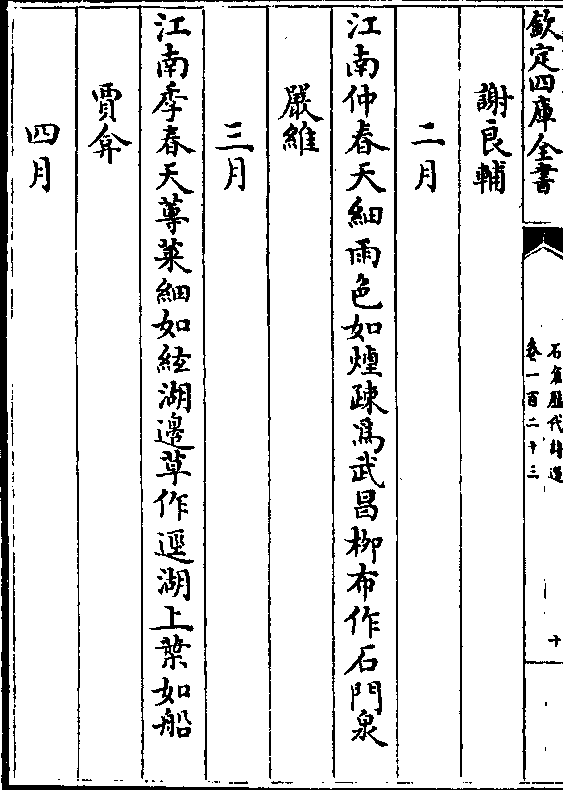 欽定四庫全書
石倉歷代詩選
卷一百二十三
十
謝良輔
二月
江南仲春天細雨色如煙疎爲武昌栁布作石門泉
嚴維
三月
江南季春天蓴菜細如絃湖邊草作逕湖上葉如船
賈弇
四月